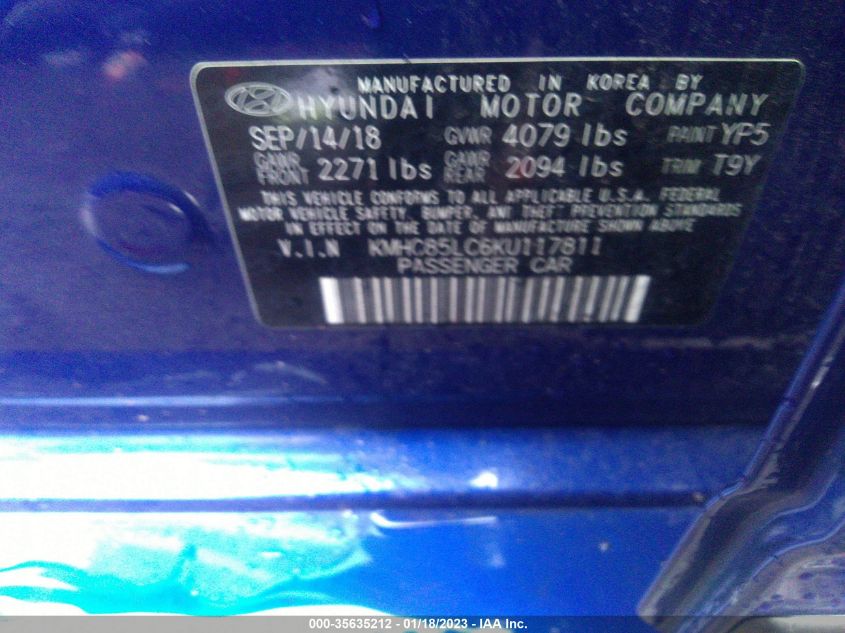 MANUFACTURED IN KOREA BY
HYUNDAI MOTOR COMPANY
SEP/14/18 GVWR 4079 lbs PAINT YP5
GAWR FRONT 2271 lbs GAWR REAR 2094 lbs TRIM T9Y
THIS VEHICLE CONFORMS TO ALL APPLICABLE U.S.A. FEDERAL
MOTOR VEHICLE SAFETY, BUMPER, ANT THEFT PREVENTION STANDARDS
IN EFFECT ON THE DATE OF MANUFACTURE SHOWN ABOVE.
V.I.N KMHC85LC6KU117811
PASSENGER CAR
000-35635212 - 01/18/2023 - IAA Inc.